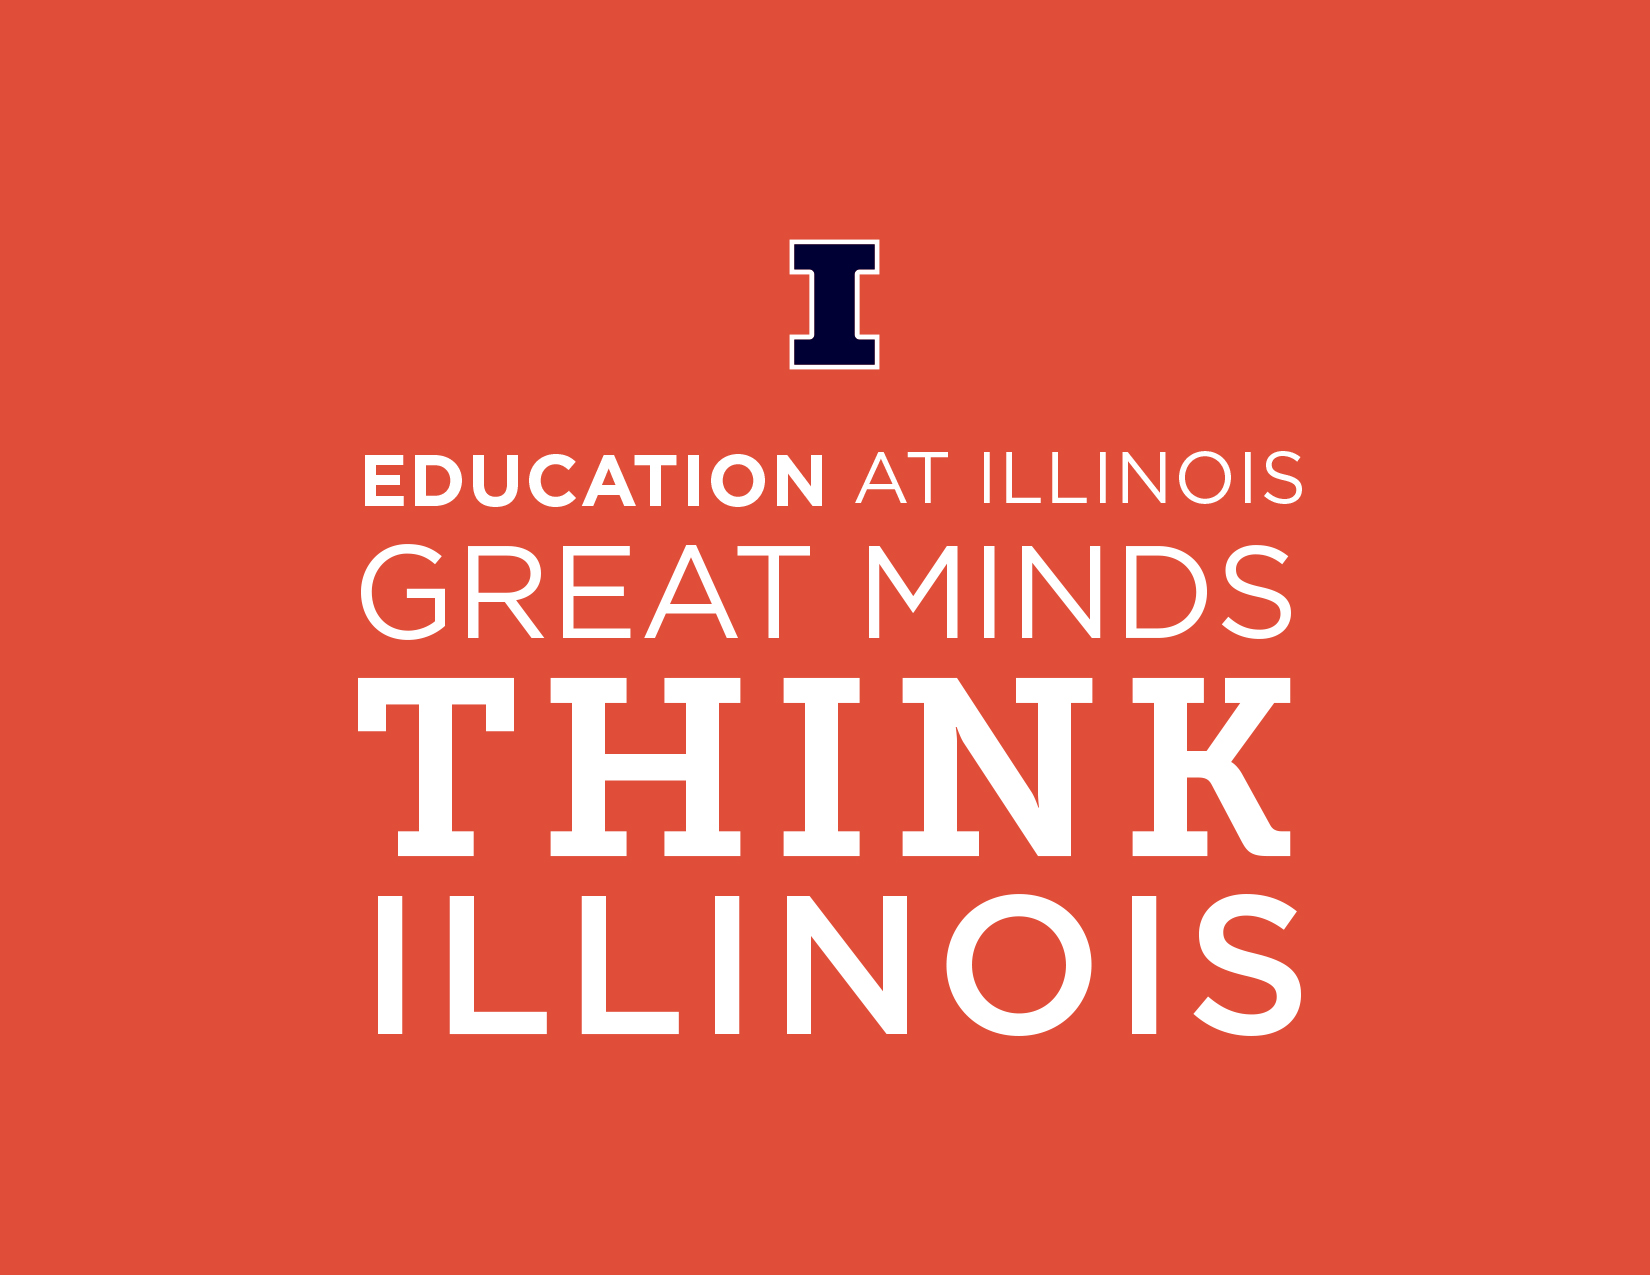 I
EDUCATION AT ILLINOIS
GREAT MINDS
THINK
ILLINOIS